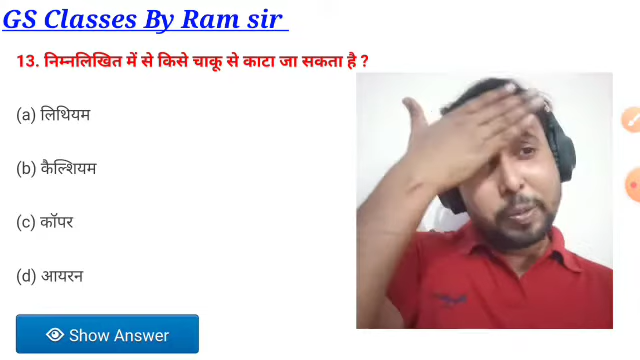 GS Classes By Ram sir
13. निम्नलिखित में से किसे चाकू से काटा जा सकता है ?
(a) लिथियम
(b) कैल्शियम
(c) कॉपर
(d) आयरन
Show Answer